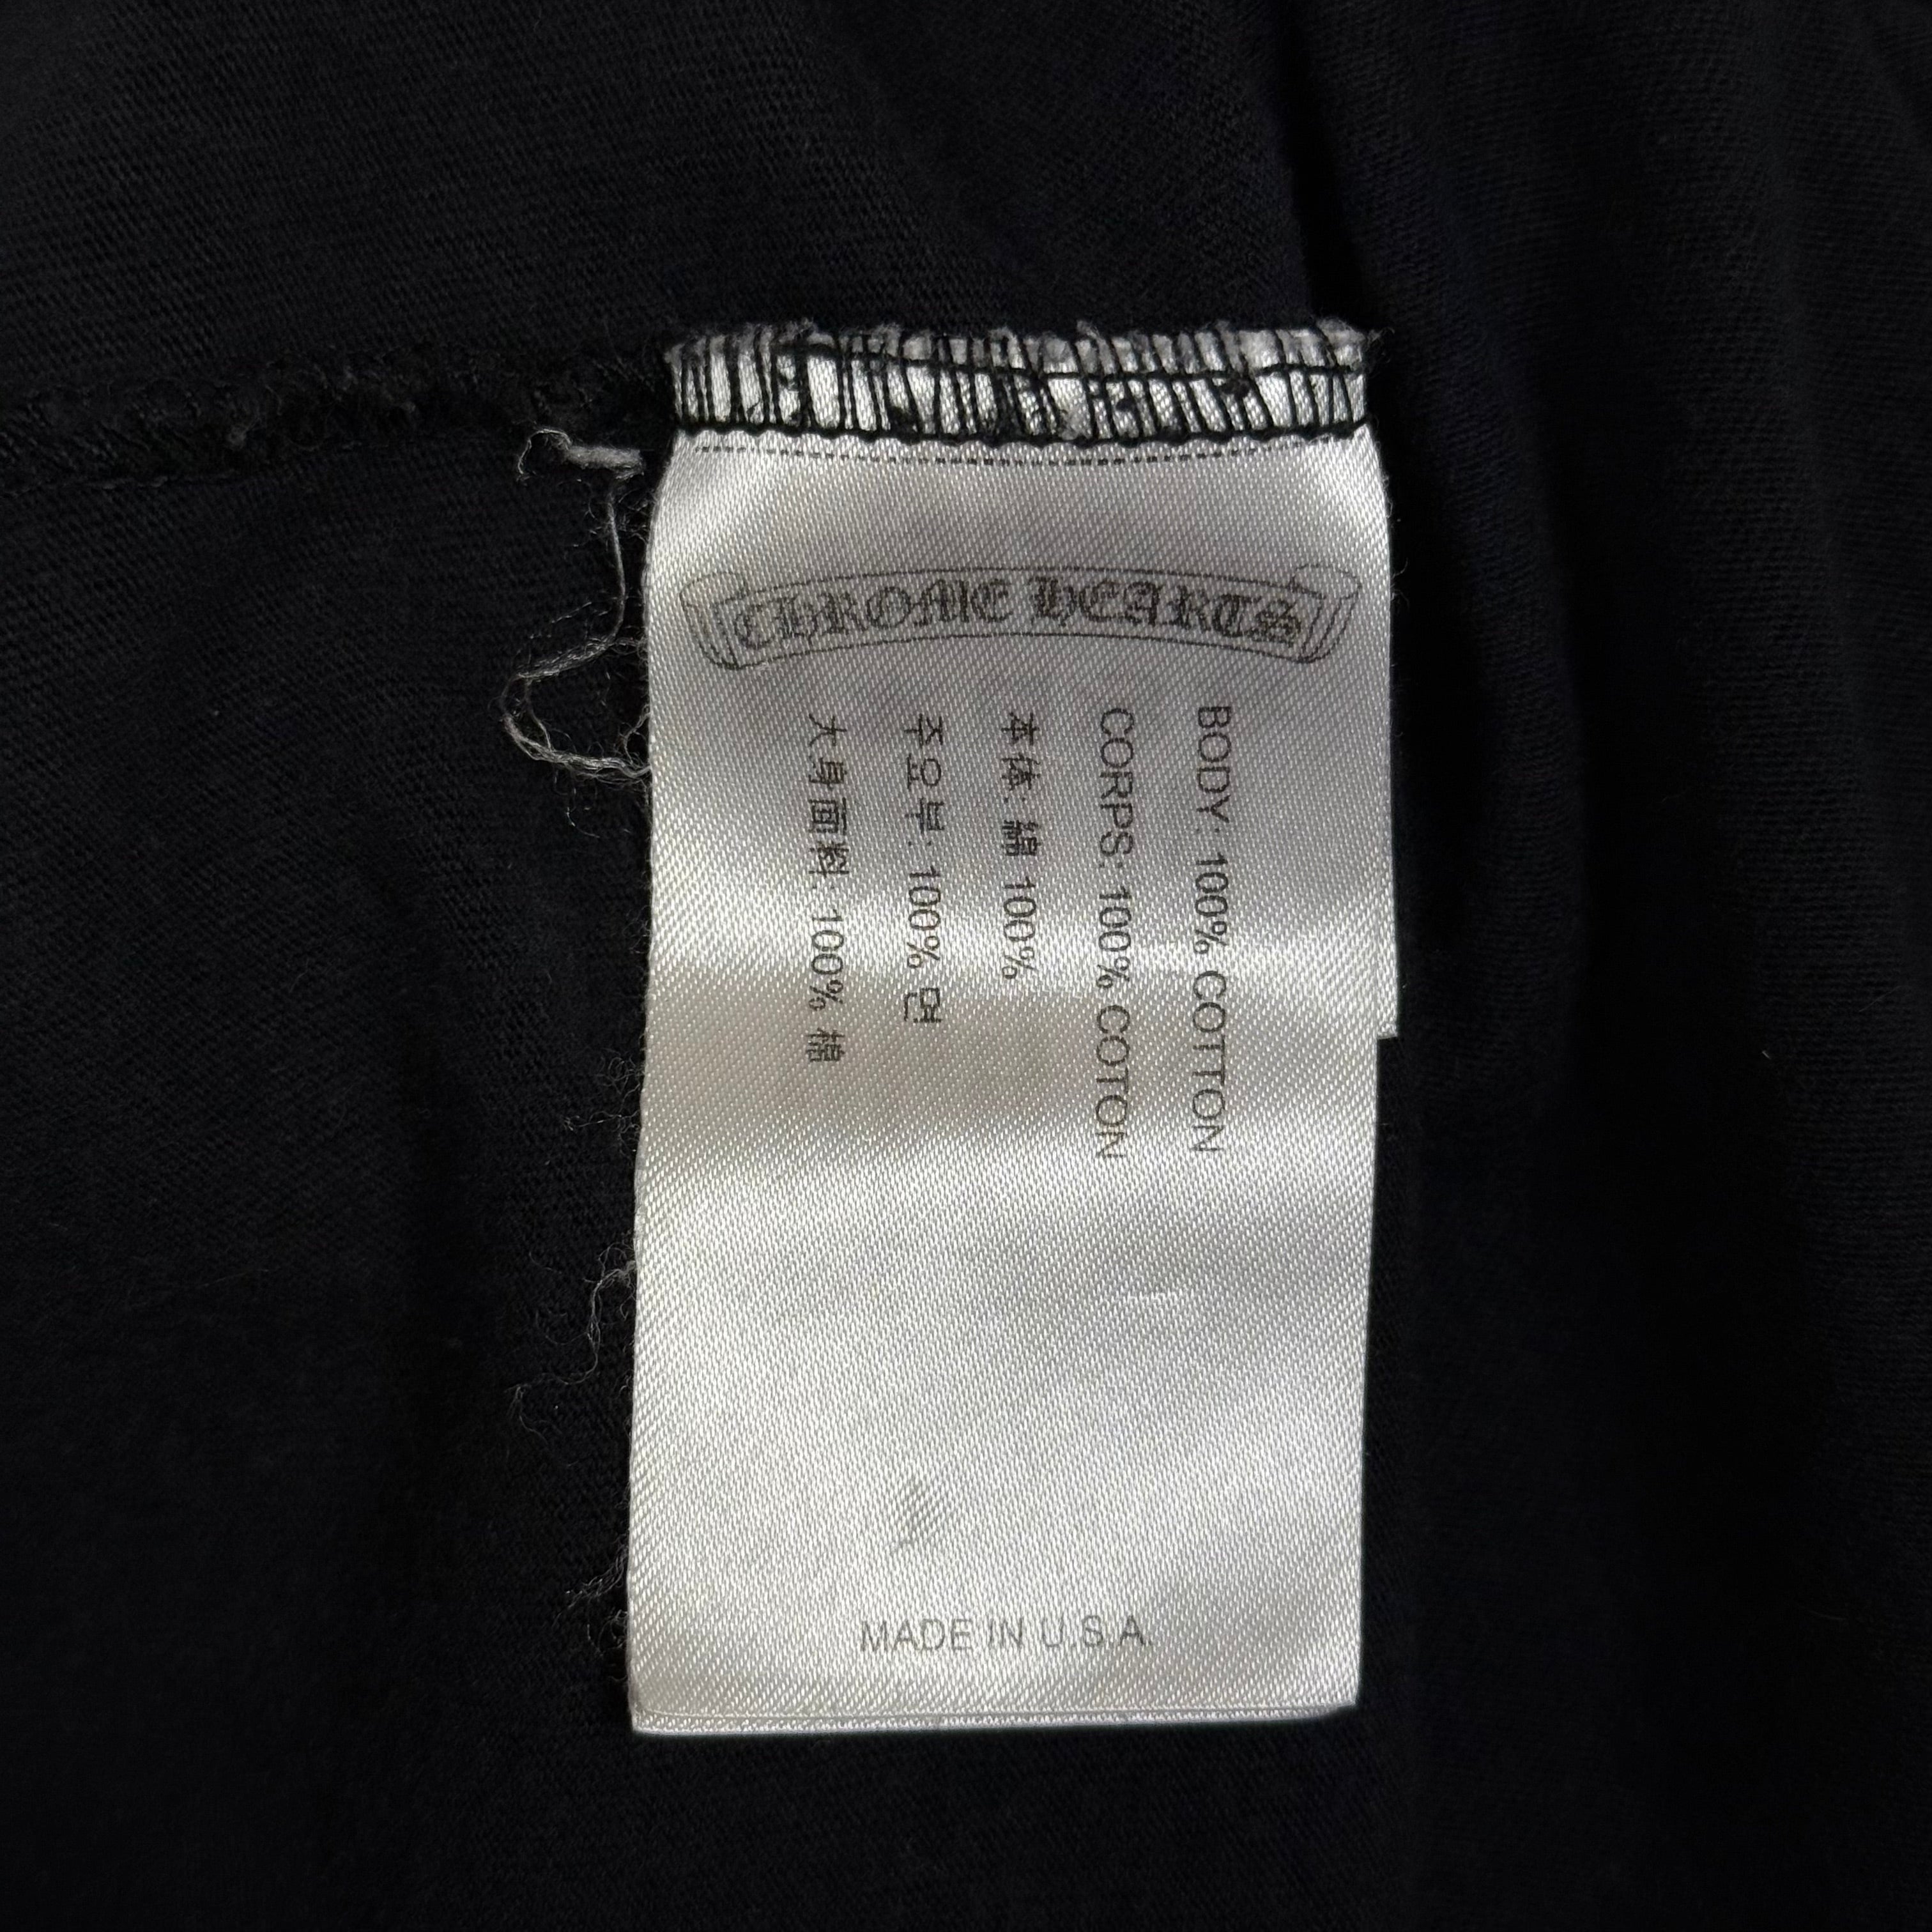 CHROME HEARTS
BODY: 100% COTTON
CORPS: 100% COTON
本体: 綿 100%
주요부: 100% 면
大身面料: 100% 棉
MADE IN U.S.A.